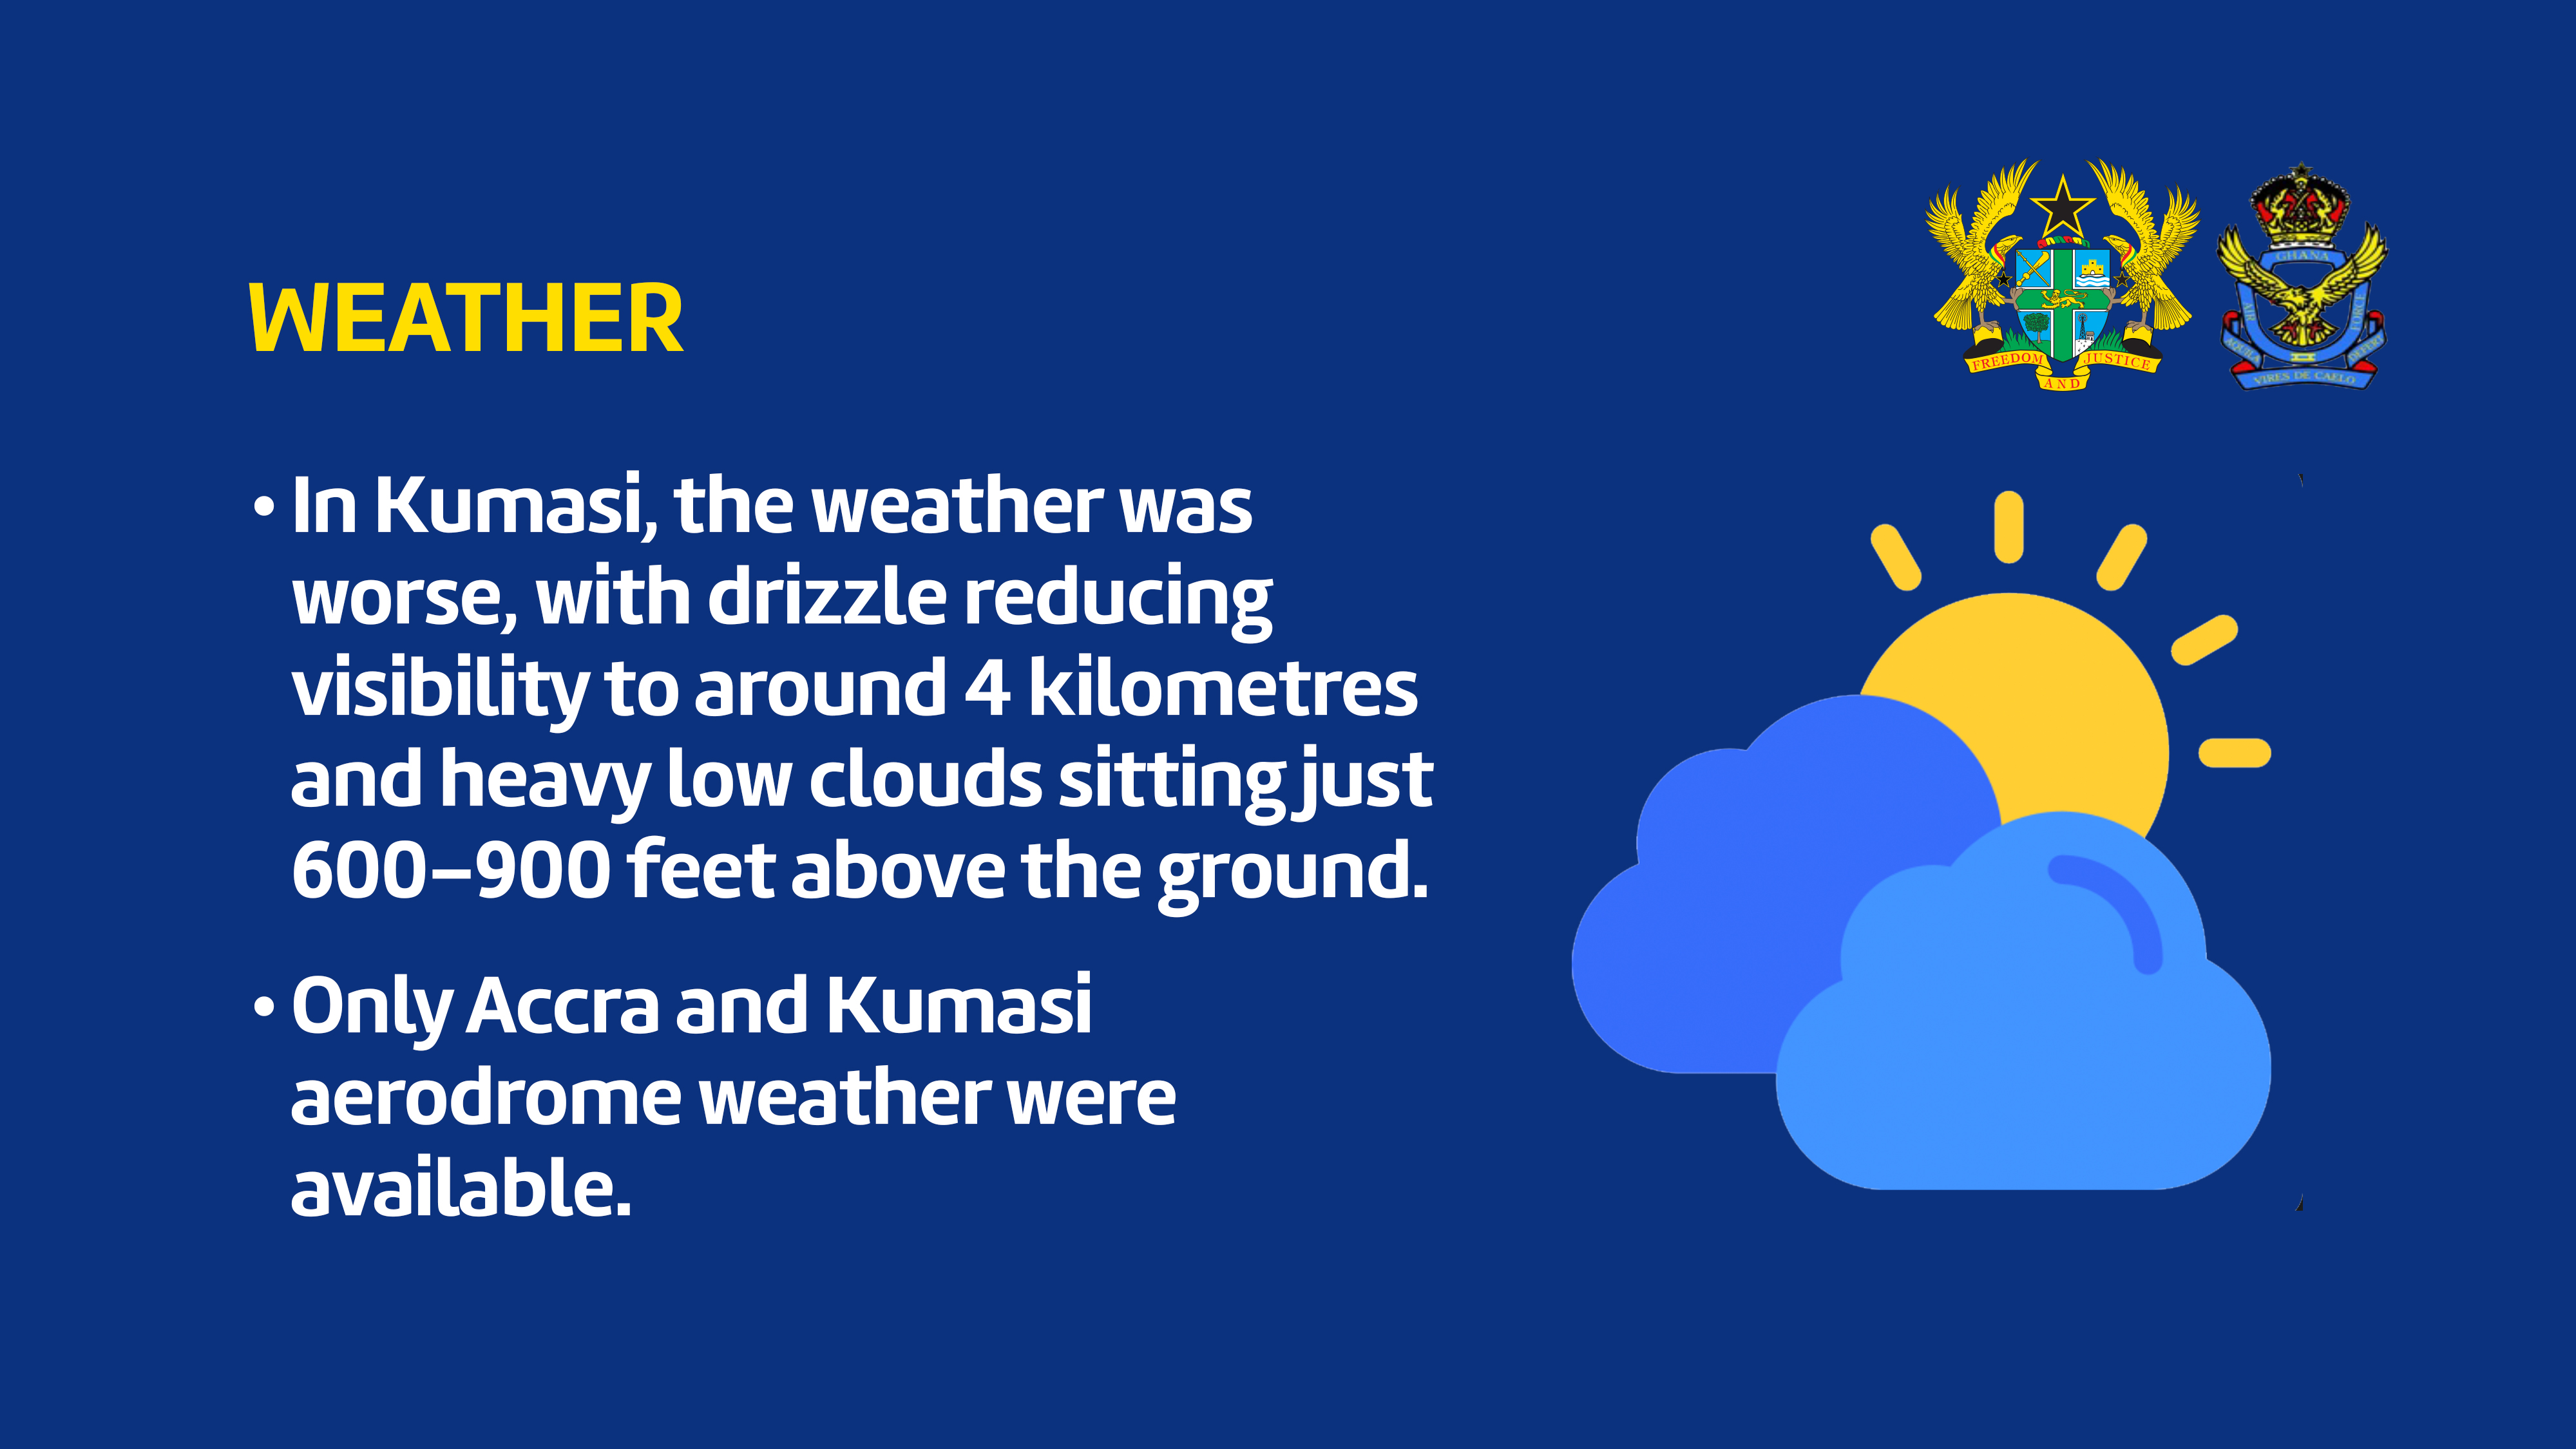 WEATHER
• In Kumasi, the weather was
worse, with drizzle reducing
visibility to around 4 kilometres
and heavy low clouds sitting just
600–900 feet above the ground.
• Only Accra and Kumasi
aerodrome weather were
available.
FREEDOM AND JUSTICE
GHANA
AIR FORCE
AQUILA DEFERT
VIRES DE CAELO